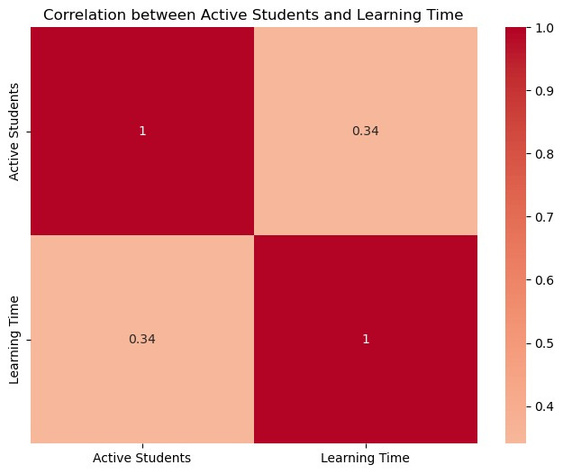 Correlation between Active Students and Learning Time
Active Students
1
0.34
Learning Time
0.34
1
Active Students
Learning Time
1.0
0.9
0.8
0.7
0.6
0.5
0.4